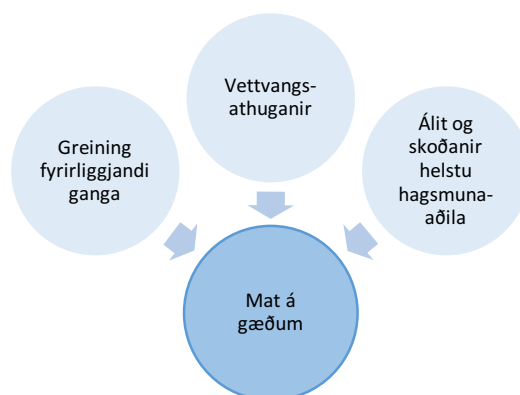 Greining
fyrirliggjandi
ganga
Vettvangs-
athuganir
Álit og
skoðanir
helstu
hagsmuna-
aðila
Mat á
gæðum